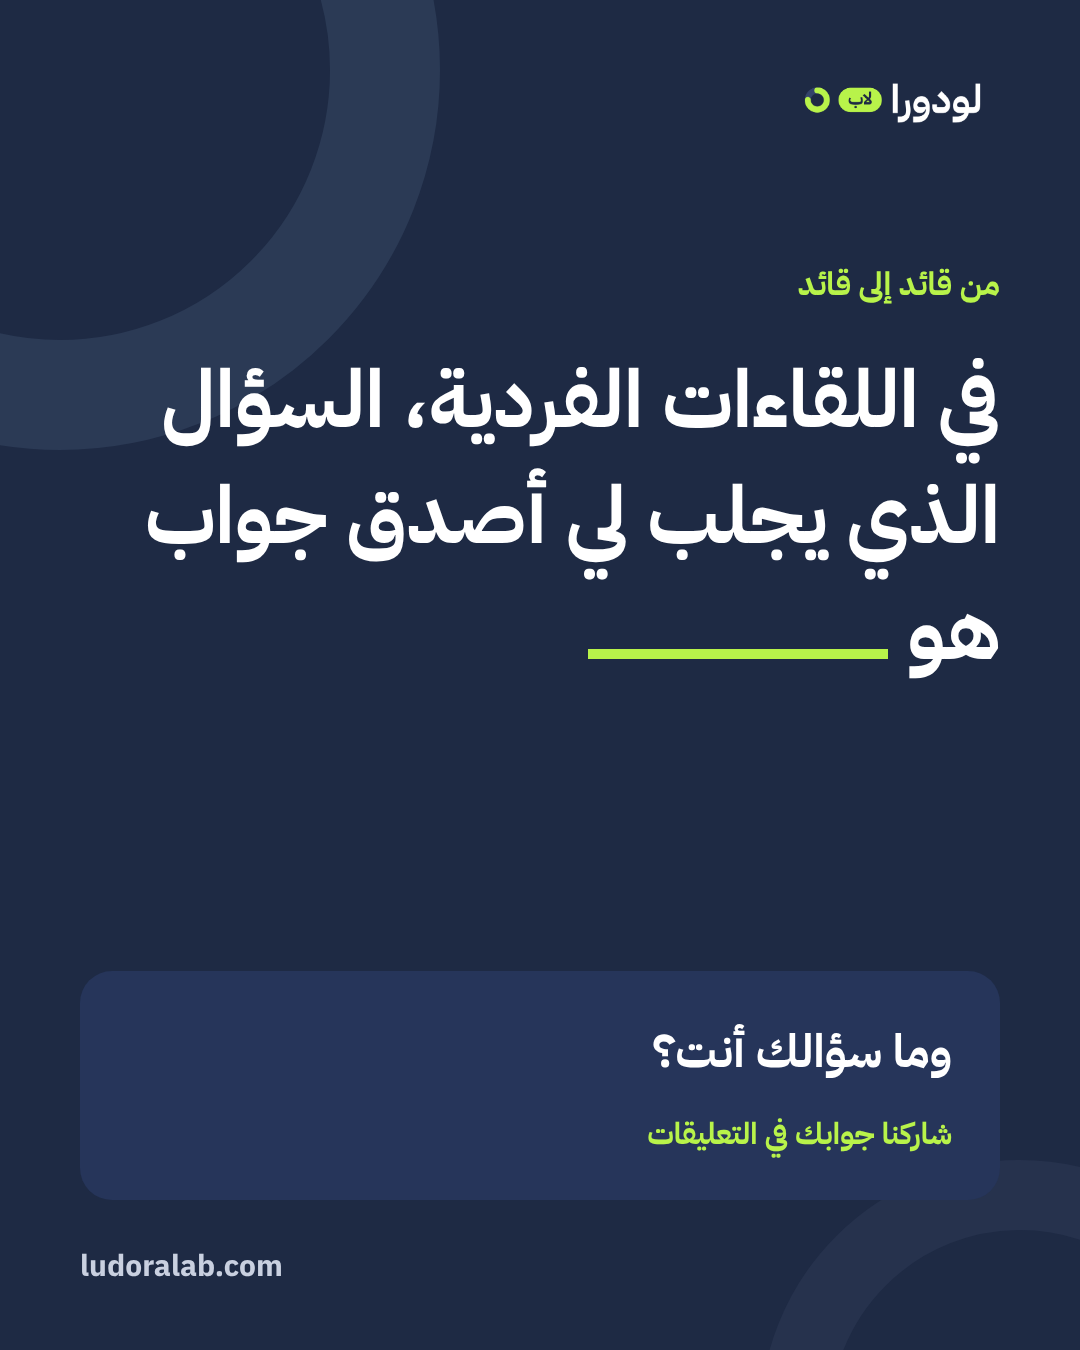 لودورا لاب
من قائد إلى قائد
في اللقاءات الفردية، السؤال
الذي يجلب لي أصدق جواب
هو
وما سؤالك أنت؟
شاركنا جوابك في التعليقات
ludoralab.com